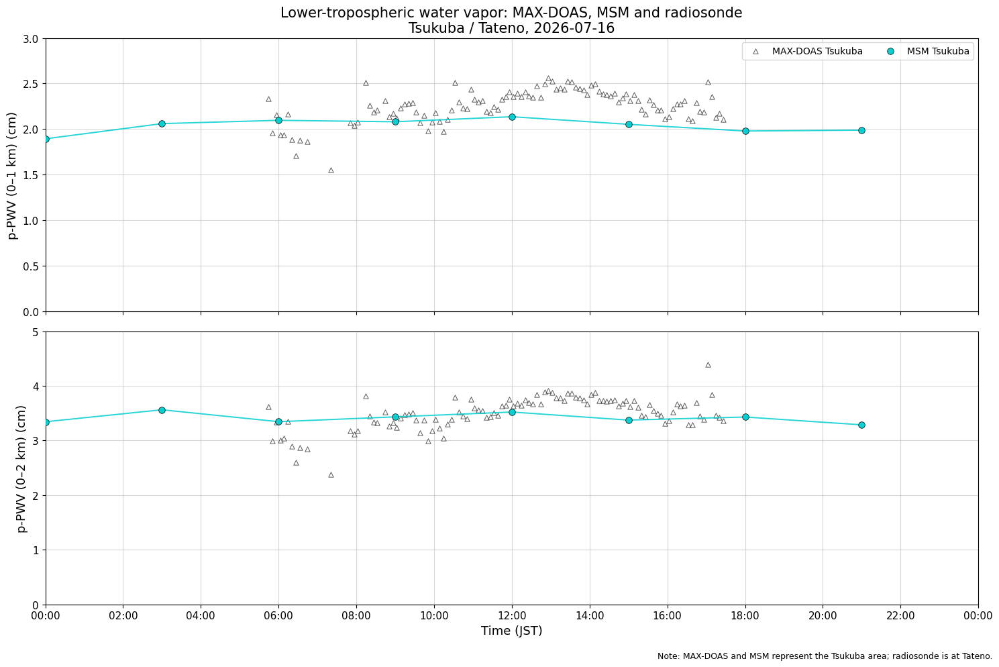 Lower-tropospheric water vapor: MAX-DOAS, MSM and radiosonde
Tsukuba / Tateno, 2026-07-16
MAX-DOAS Tsukuba
MSM Tsukuba
p-PWV (0–1 km) (cm)
3.0
2.5
2.0
1.5
1.0
0.5
0.0
p-PWV (0–2 km) (cm)
5
4
3
2
1
0
00:00 02:00 04:00 06:00 08:00 10:00 12:00 14:00 16:00 18:00 20:00 22:00 00:00
Time (JST)
Note: MAX-DOAS and MSM represent the Tsukuba area; radiosonde is at Tateno.